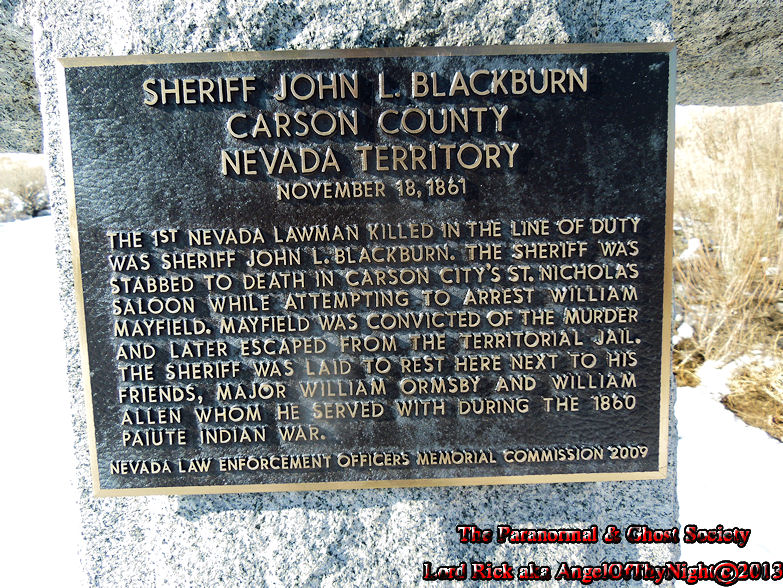 SHERIFF JOHN L. BLACKBURN
CARSON COUNTY
NEVADA TERRITORY
NOVEMBER 18, 1861
THE 1ST NEVADA LAWMAN KILLED IN THE LINE OF DUTY
WAS SHERIFF JOHN L. BLACKBURN. THE SHERIFF WAS
STABBED TO DEATH IN CARSON CITY'S ST. NICHOLAS
SALOON WHILE ATTEMPTING TO ARREST WILLIAM
MAYFIELD. MAYFIELD WAS CONVICTED OF THE MURDER
AND LATER ESCAPED FROM THE TERRITORIAL JAIL.
THE SHERIFF WAS LAID TO REST HERE NEXT TO HIS
FRIENDS, MAJOR WILLIAM ORMSBY AND WILLIAM
ALLEN WHOM HE SERVED WITH DURING THE 1860
PAIUTE INDIAN WAR.
NEVADA LAW ENFORCEMENT OFFICERS MEMORIAL COMMISSION 2009
The Paranormal & Ghost Society
Lord Rick aka AngelOfThyNight©2013